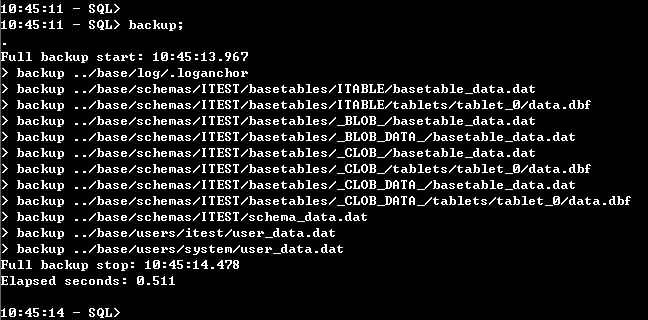 10:45:11 - SQL>
10:45:11 - SQL> backup;
.
Full backup start: 10:45:13.967
> backup ../base/log/.loganchor
> backup ../base/schemas/ITEST/basetables/ITABLE/basetable_data.dat
> backup ../base/schemas/ITEST/basetables/ITABLE/tablets/tablet_0/data.dbf
> backup ../base/schemas/ITEST/basetables/_BLOB_/basetable_data.dat
> backup ../base/schemas/ITEST/basetables/_BLOB_DATA_/basetable_data.dat
> backup ../base/schemas/ITEST/basetables/_CLOB_/basetable_data.dat
> backup ../base/schemas/ITEST/basetables/_CLOB_/tablets/tablet_0/data.dbf
> backup ../base/schemas/ITEST/basetables/_CLOB_DATA_/basetable_data.dat
> backup ../base/schemas/ITEST/basetables/_CLOB_DATA_/tablets/tablet_0/data.dbf
> backup ../base/schemas/ITEST/schema_data.dat
> backup ../base/users/itest/user_data.dat
> backup ../base/users/system/user_data.dat
Full backup stop: 10:45:14.478
Elapsed seconds: 0.511
10:45:14 - SQL>